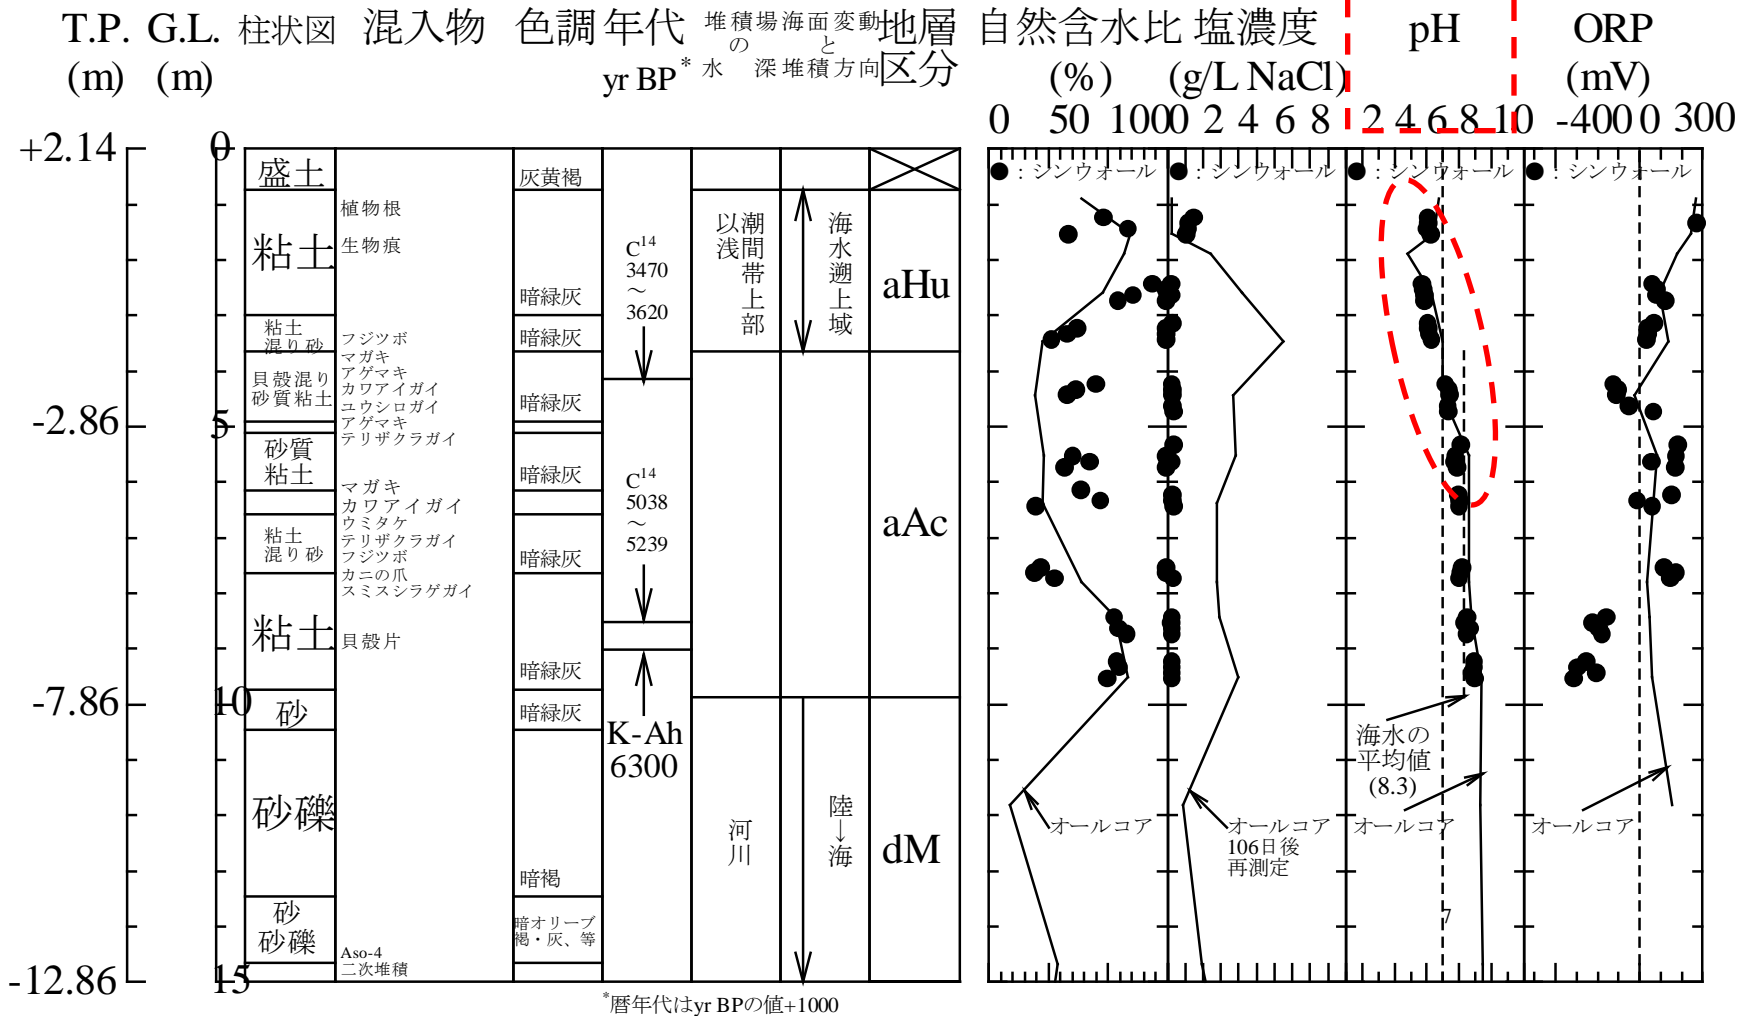 T.P.
(m)
G.L.
(m)
柱状図
混入物
色調
年代
yr BP*
堆積場
の
水 深
海面変動
と
堆積方向
地層
区分
自然含水比
(%)
塩濃度
(g/L NaCl)
pH
ORP
(mV)
0 50 100
0 2 4 6 8
2 4 6 8 10
-400 0 300
+2.14
-2.86
-7.86
-12.86
0
5
10
15
盛土
粘土
粘土
混り砂
貝殻混り
砂質粘土
砂質
粘土
粘土
混り砂
粘土
砂
砂礫
砂
砂礫
植物根
生物痕
フジツボ
マガキ
アゲマキ
カワアイガイ
ユウシロガイ
アゲマキ
テリザクラガイ
マガキ
カワアイガイ
ウミタケ
テリザクラガイ
フジツボ
カニの爪
スミスシラゲガイ
貝殻片
Aso-4
二次堆積
灰黄褐
暗緑灰
暗緑灰
暗緑灰
暗緑灰
暗緑灰
暗緑灰
暗緑灰
暗褐
暗オリーブ
褐・灰、等
C14
3470
～
3620
C14
5038
～
5239
K-Ah
6300
潮間帯上部
以浅
河川
海水遡上域
陸→海
aHu
aAc
dM
●：シンウォール
●：シンウォール
●：シンウォール
●：シンウォール
オールコア
オールコア
106日後
再測定
海水の
平均値
(8.3)
オールコア
7
オールコア
*暦年代はyr BPの値+1000